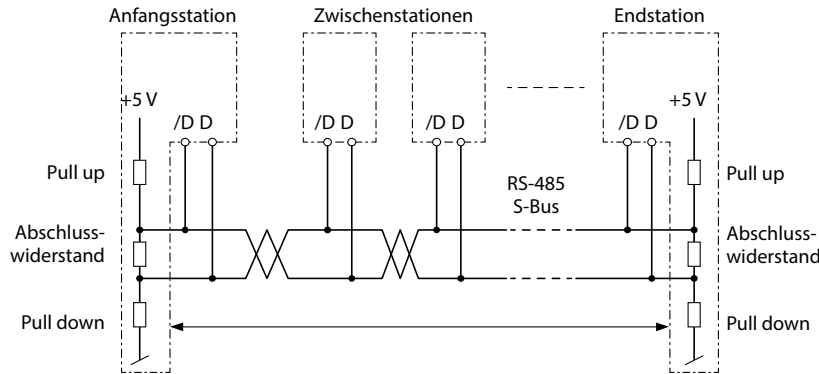 Anfangsstation
Zwischenstationen
Endstation
+5 V
/D D
/D D
/D D
/D D
+5 V
Pull up
RS-485
S-Bus
Pull up
Abschluss-
widerstand
Abschluss-
widerstand
Pull down
Pull down